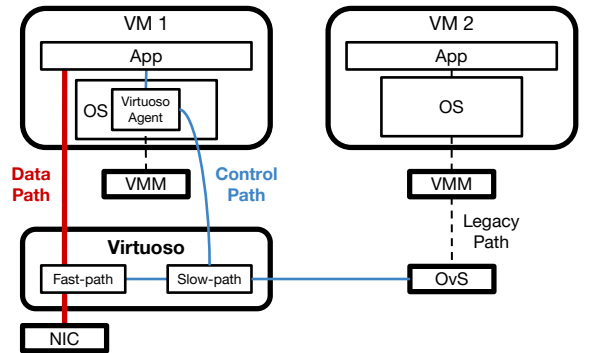 VM 1
App
OS
Virtuoso
Agent
Data
Path
VMM
Control
Path
Virtuoso
Fast-path
Slow-path
NIC
VM 2
App
OS
VMM
Legacy
Path
OvS